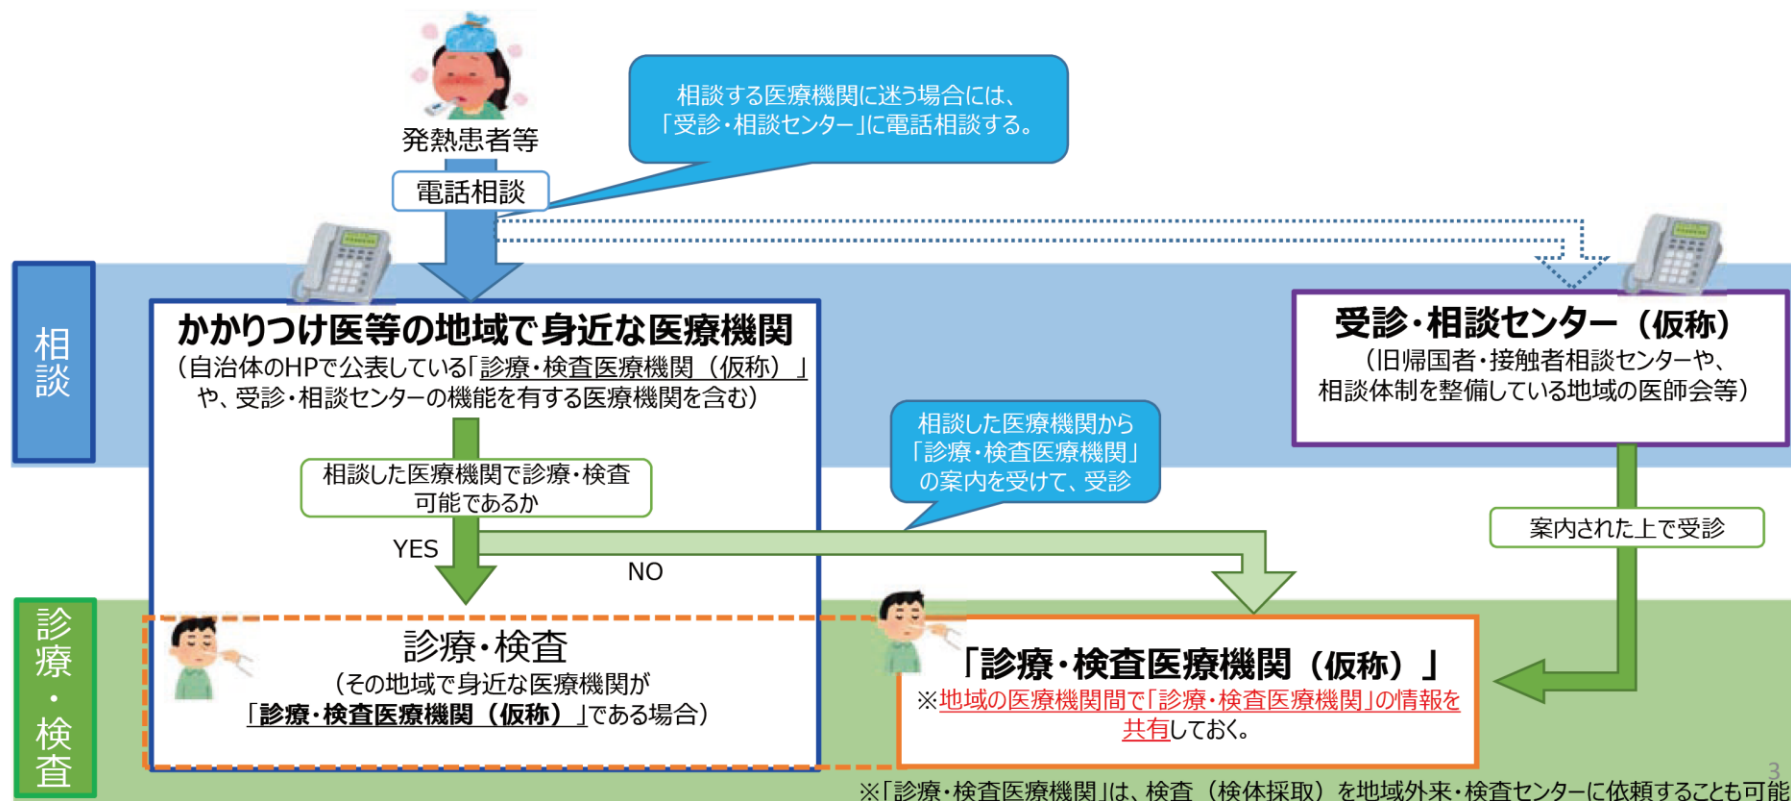 相談する医療機関に迷う場合には、
「受診・相談センター」に電話相談する。
発熱患者等
電話相談
相談
かかりつけ医等の地域で身近な医療機関
（自治体のHPで公表している「診療・検査医療機関（仮称）」
や、受診・相談センターの機能を有する医療機関を含む）
受診・相談センター（仮称）
（旧帰国者・接触者相談センターや、
相談体制を整備している地域の医師会等）
相談した医療機関から
「診療・検査医療機関」
の案内を受けて、受診
相談した医療機関で診療・検査
可能であるか
案内された上で受診
YES
NO
診療・検査
診療・検査
（その地域で身近な医療機関が
「診療・検査医療機関（仮称）」である場合）
「診療・検査医療機関（仮称）」
※地域の医療機関間で「診療・検査医療機関」の情報を
共有しておく。
3
※「診療・検査医療機関」は、検査（検体採取）を地域外来・検査センターに依頼することも可能